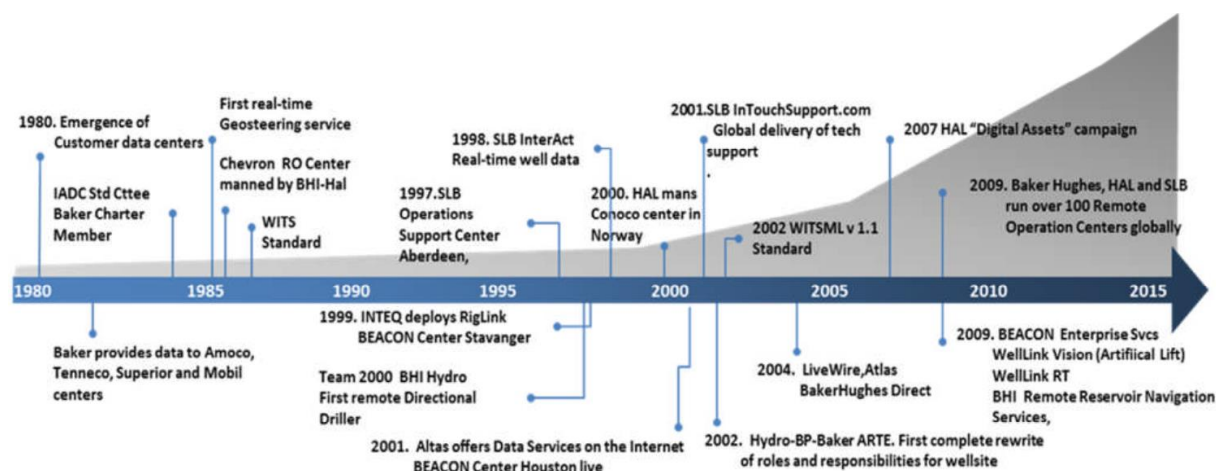 1980. Emergence of
Customer data centers
IADC Std Cttee
Baker Charter
Member
First real-time
Geosteering service
Chevron RO Center
manned by BHI-Hal
WITS
Standard
1997.SLB
Operations
Support Center
Aberdeen,
1998. SLB InterAct
Real-time well data
2000. HAL mans
Conoco center in
Norway
2001.SLB InTouchSupport.com
Global delivery of tech
support
.
2002 WITSML v 1.1
Standard
2007 HAL “Digital Assets” campaign
2009. Baker Hughes, HAL and SLB
run over 100 Remote
Operation Centers globally
1980 1985 1990 1995 2000 2005 2010 2015
Baker provides data to Amoco,
Tenneco, Superior and Mobil
centers
1999. INTEQ deploys RigLink
BEACON Center Stavanger
Team 2000 BHI Hydro
First remote Directional
Driller
2001. Altas offers Data Services on the Internet
BEACON Center Houston live
2002. Hydro-BP-Baker ARTE. First complete rewrite
of roles and responsibilities for wellsite
2004. LiveWire,Atlas
BakerHughes Direct
2009. BEACON Enterprise Svcs
WellLink Vision (Artifiical Lift)
WellLink RT
BHI Remote Reservoir Navigation
Services,